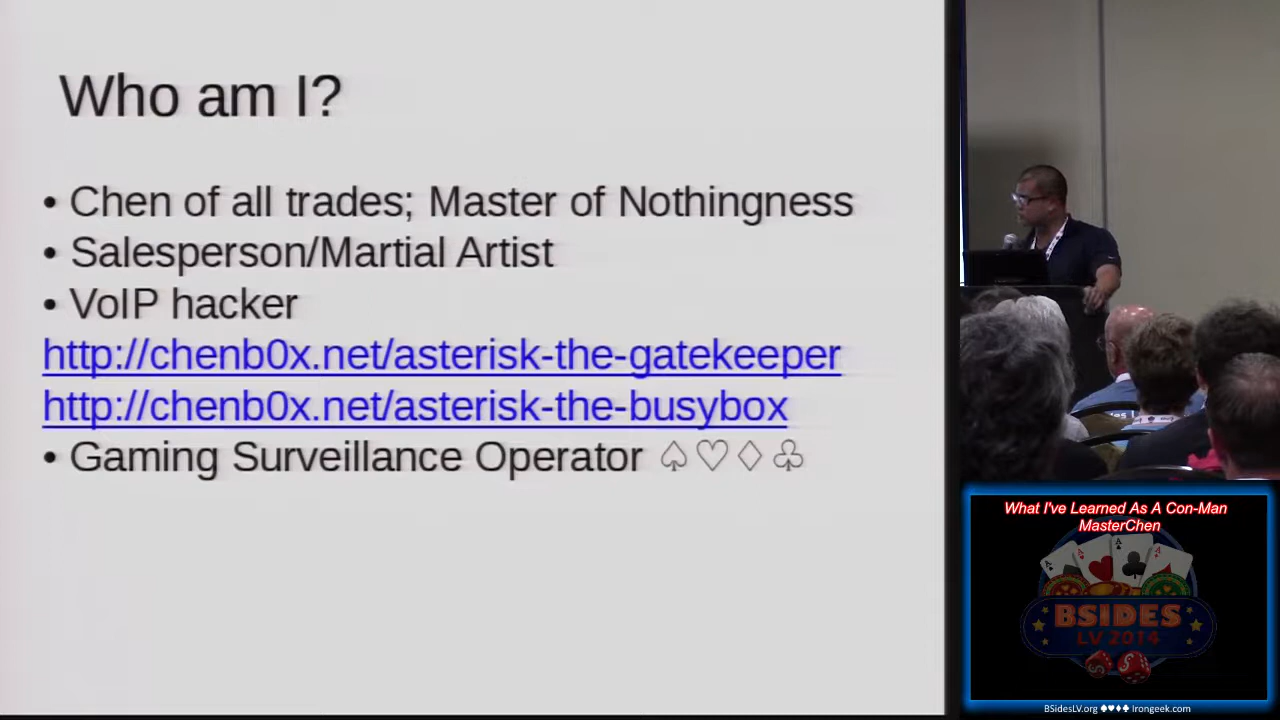 Who am I?
• Chen of all trades; Master of Nothingness
• Salesperson/Martial Artist
• VoIP hacker
http://chenb0x.net/asterisk-the-gatekeeper
http://chenb0x.net/asterisk-the-busybox
• Gaming Surveillance Operator ♤♡♢♧
What I've Learned As A Con-Man
MasterChen
BSIDES
LV 2014
BSidesLV.org ♠♥♦♣ Irongeek.com